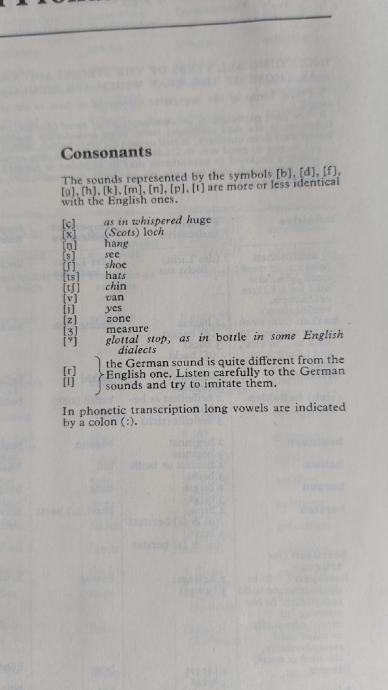 Consonants
The sounds represented by the symbols [b], [d], [f],
[g], [h], [k], [m], [n], [p], [t] are more or less identical
with the English ones.
[ç] as in whispered huge
[x] (Scots) loch
[ŋ] hang
[s] see
[ʃ] shoe
[ts] hats
[tʃ] chin
[v] van
[j] yes
[z] zone
[ʒ] measure
[ʔ] glottal stop, as in bottle in some English
dialects
[r] the German sound is quite different from the
English one. Listen carefully to the German
[l] sounds and try to imitate them.
In phonetic transcription long vowels are indicated
by a colon (:).